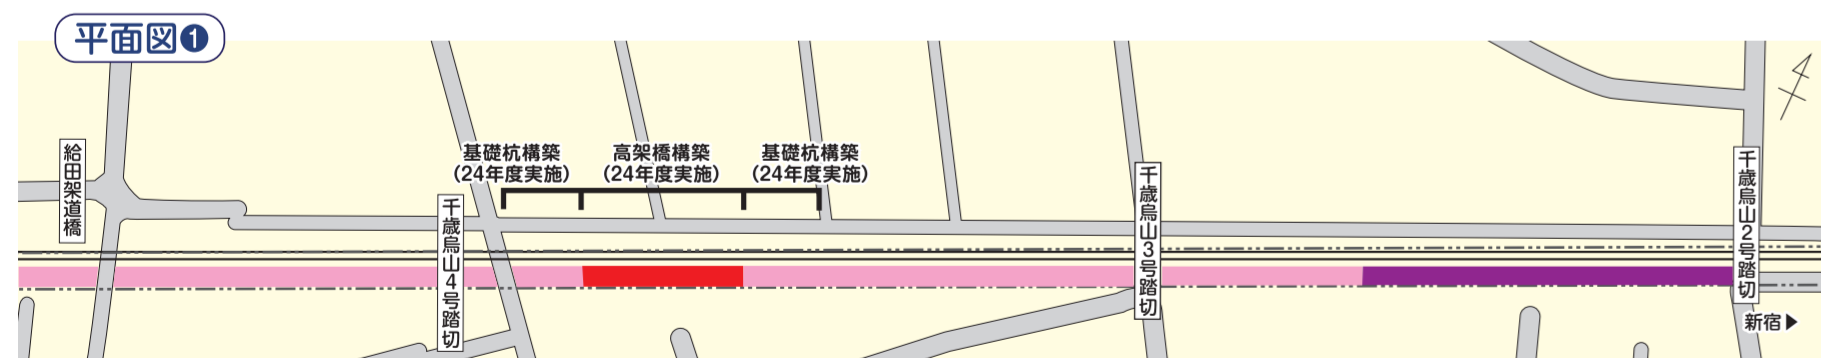 平面図❶
基礎杭構築
(24年度実施)
高架橋構築
(24年度実施)
基礎杭構築
(24年度実施)
給田架道橋
千歳烏山4号踏切
千歳烏山3号踏切
千歳烏山2号踏切
新宿▶